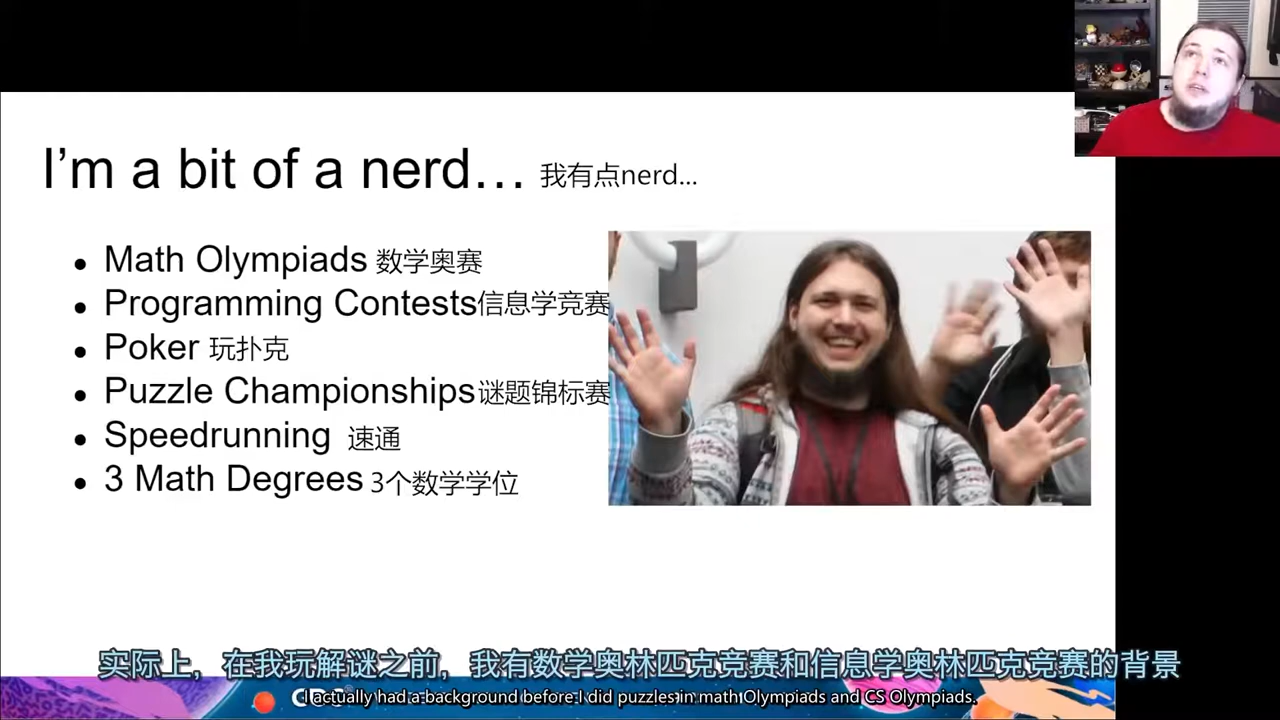 I'm a bit of a nerd… 我有点nerd...
Math Olympiads 数学奥赛
Programming Contests信息学竞赛
Poker 玩扑克
Puzzle Championships谜题锦标赛
Speedrunning 速通
3 Math Degrees 3个数学学位
实际上，在我玩解谜之前，我有数学奥林匹克竞赛和信息学奥林匹克竞赛的背景
I actually had a background before I did puzzles in math Olympiads and CS Olympiads.